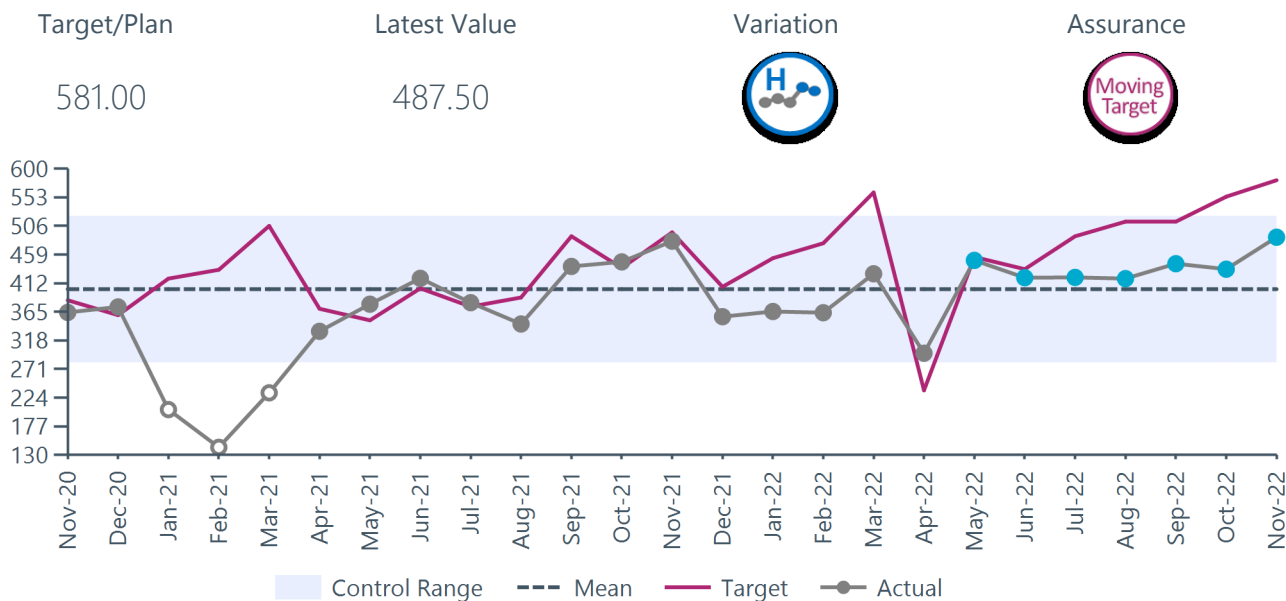 Target/Plan Latest Value Variation Assurance
581.00 487.50 H Moving Target
600
553
506
459
412
365
318
271
224
177
130
Nov-20 Dec-20 Jan-21 Feb-21 Mar-21 Apr-21 May-21 Jun-21 Jul-21 Aug-21 Sep-21 Oct-21 Nov-21 Dec-21 Jan-22 Feb-22 Mar-22 Apr-22 May-22 Jun-22 Jul-22 Aug-22 Sep-22 Oct-22 Nov-22
Control Range Mean Target Actual